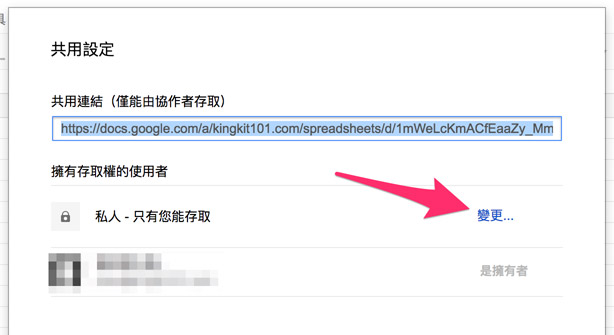 共用設定
共用連結（僅能由協作者存取）
https://docs.google.com/a/kingkit101.com/spreadsheets/d/1mWeLcKmACfEaaZy_Mm
擁有存取權的使用者
私人 - 只有您能存取
變更...
是擁有者